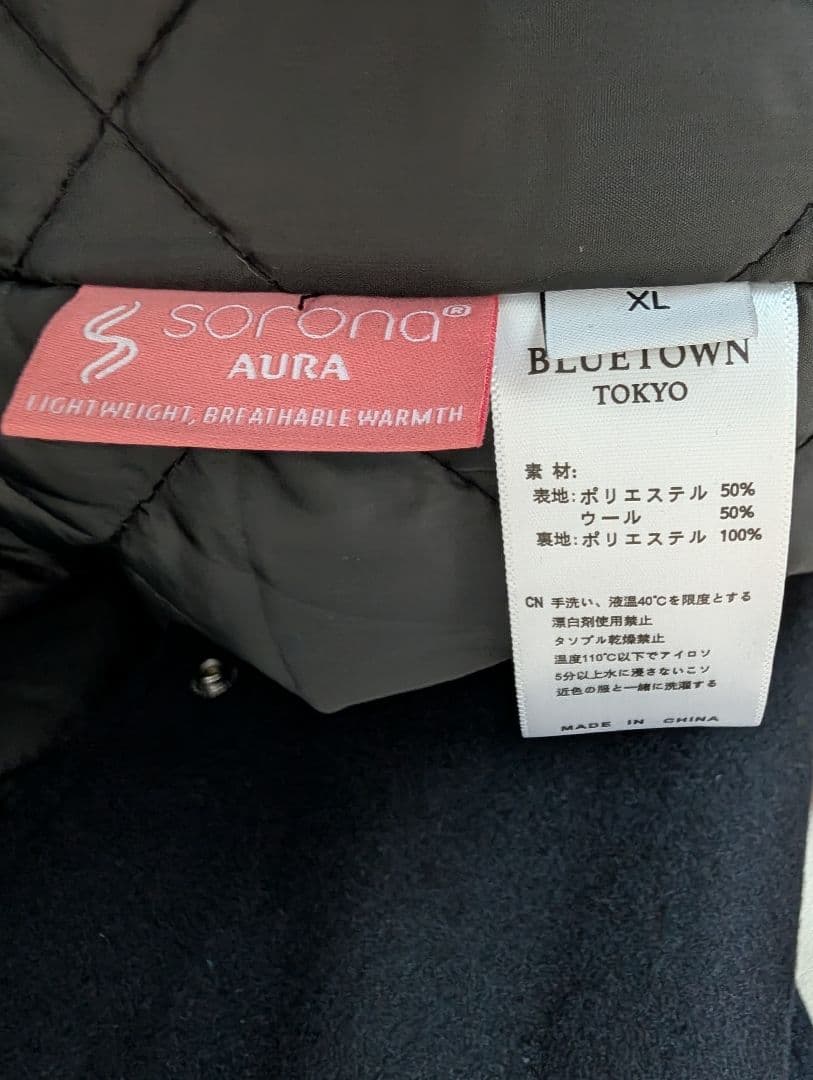 sorona®
AURA
LIGHTWEIGHT, BREATHABLE WARMTH
XL
BLUETOWN
TOKYO
素 材:
表地:ポリエステル 50%
ウール 50%
裏地:ポリエステル 100%
CN 手洗い、液温40℃を限度とする
漂白剤使用禁止
タソブル乾燥禁止
温度110℃以下でアイロソ
5分以上水に浸さないこソ
近色の服と一緒に洗濯する
MADE IN CHINA